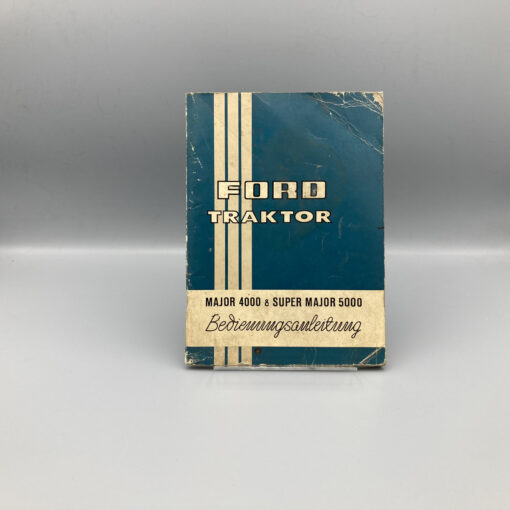 FORD
TRAKTOR
MAJOR 4000 & SUPER MAJOR 5000
Bedienungsanleitung